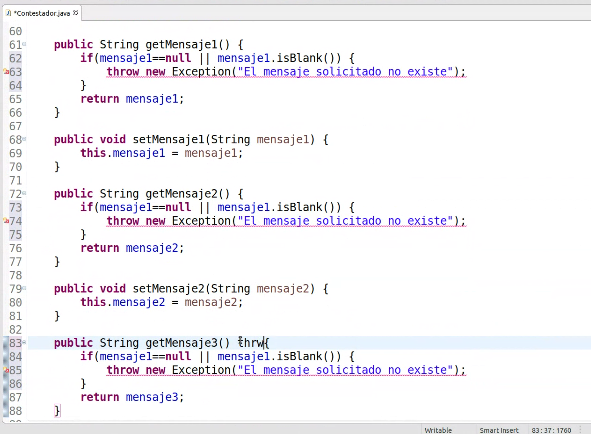 *Contestador.java
60
61 public String getMensaje1() {
62 if(mensaje1==null || mensaje1.isBlank()) {
63 throw new Exception("El mensaje solicitado no existe");
64 }
65 return mensaje1;
66 }
67
68 public void setMensaje1(String mensaje1) {
69 this.mensaje1 = mensaje1;
70 }
71
72 public String getMensaje2() {
73 if(mensaje1==null || mensaje1.isBlank()) {
74 throw new Exception("El mensaje solicitado no existe");
75 }
76 return mensaje2;
77 }
78
79 public void setMensaje2(String mensaje2) {
80 this.mensaje2 = mensaje2;
81 }
82
83 public String getMensaje3() thrw{
84 if(mensaje1==null || mensaje1.isBlank()) {
85 throw new Exception("El mensaje solicitado no existe");
86 }
87 return mensaje3;
88 }
Writable Smart Insert 83 : 37 : 1760